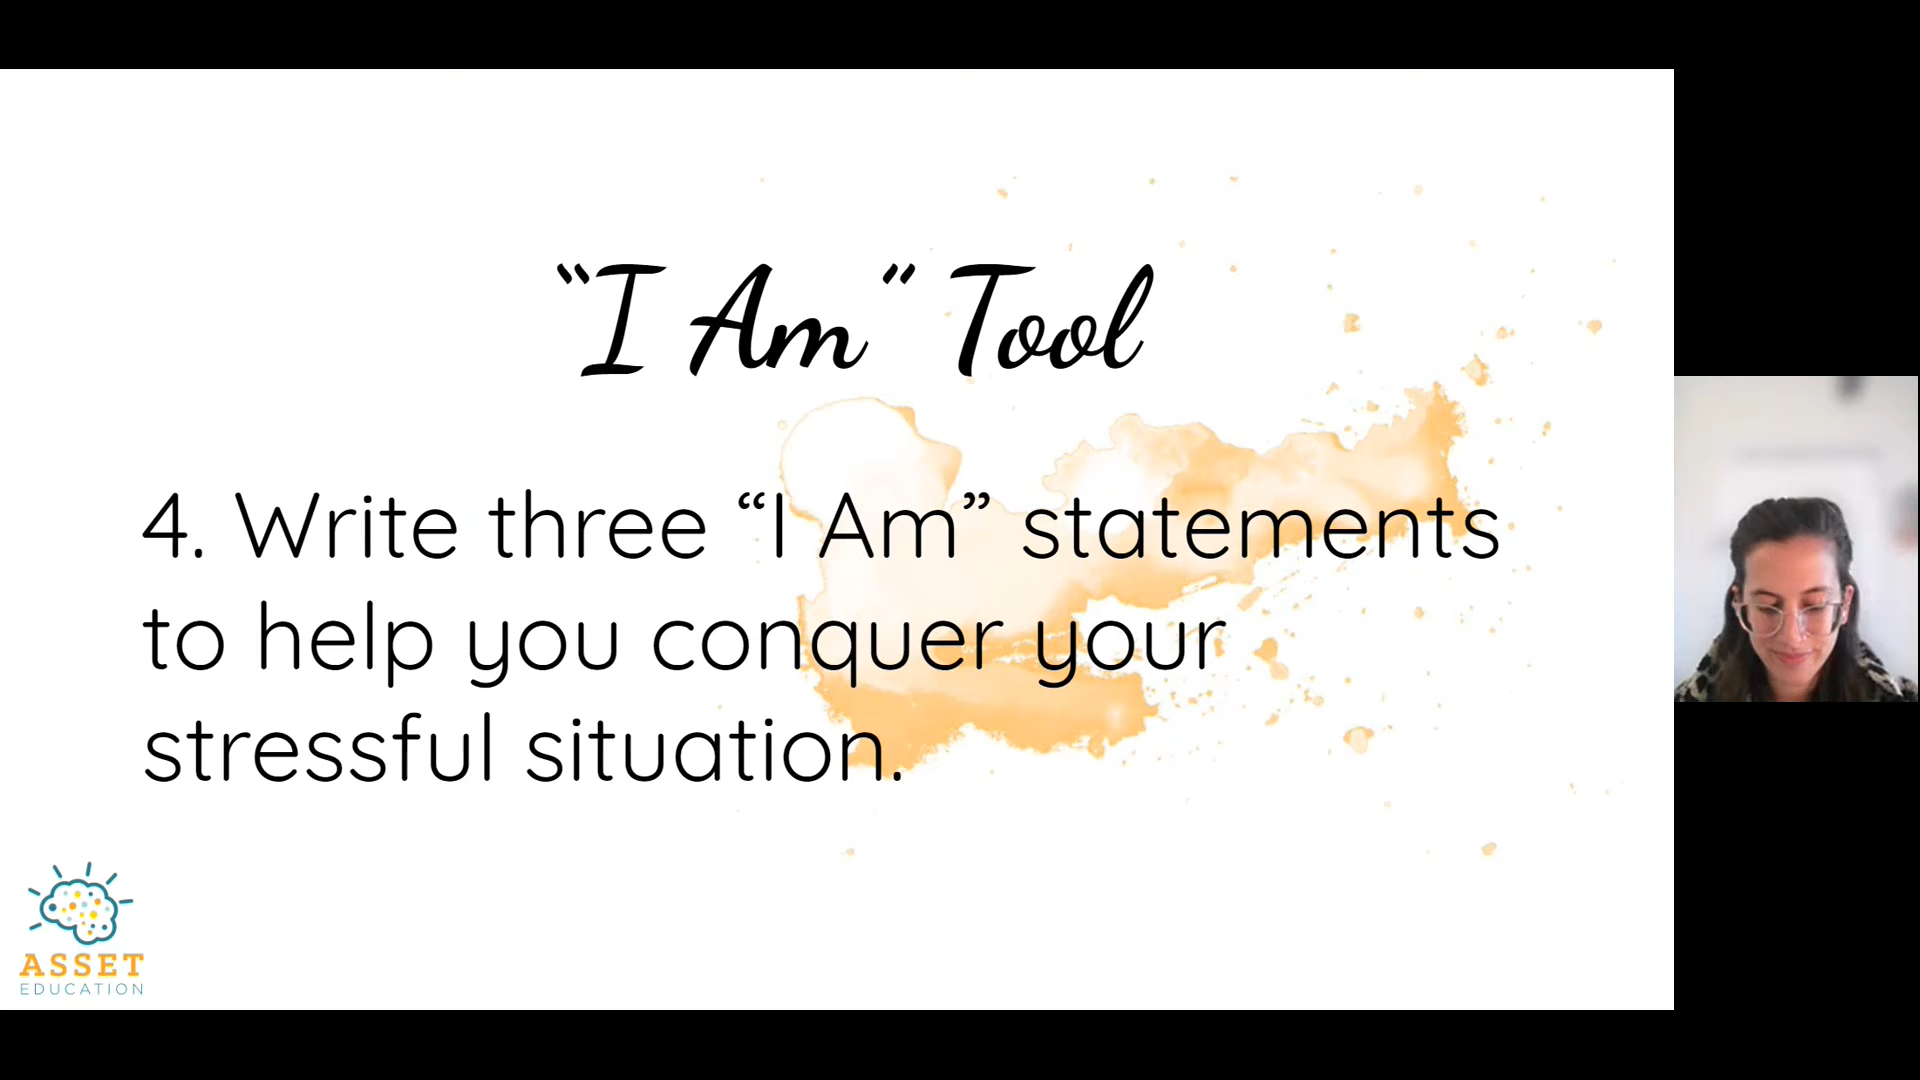 “I Am” Tool
4. Write three “I Am” statements
to help you conquer your
stressful situation.
ASSET
EDUCATION